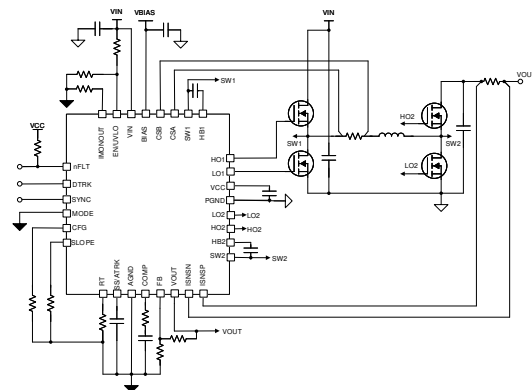 VIN
VBIAS
VIN
SW1
VOUT
VCC
IMONOUT
EN/UVLO
VIN
BIAS
CSB
CSA
SW1
HB1
HO2
SW1
SW2
LO2
nFLT
DTRK
SYNC
MODE
CFG
SLOPE
HO1
LO1
VCC
PGND
LO2
LO2
HO2
HO2
HB2
SW2
SW2
RT
SS/ATRK
AGND
COMP
FB
VOUT
ISNSN
ISNSP
VOUT